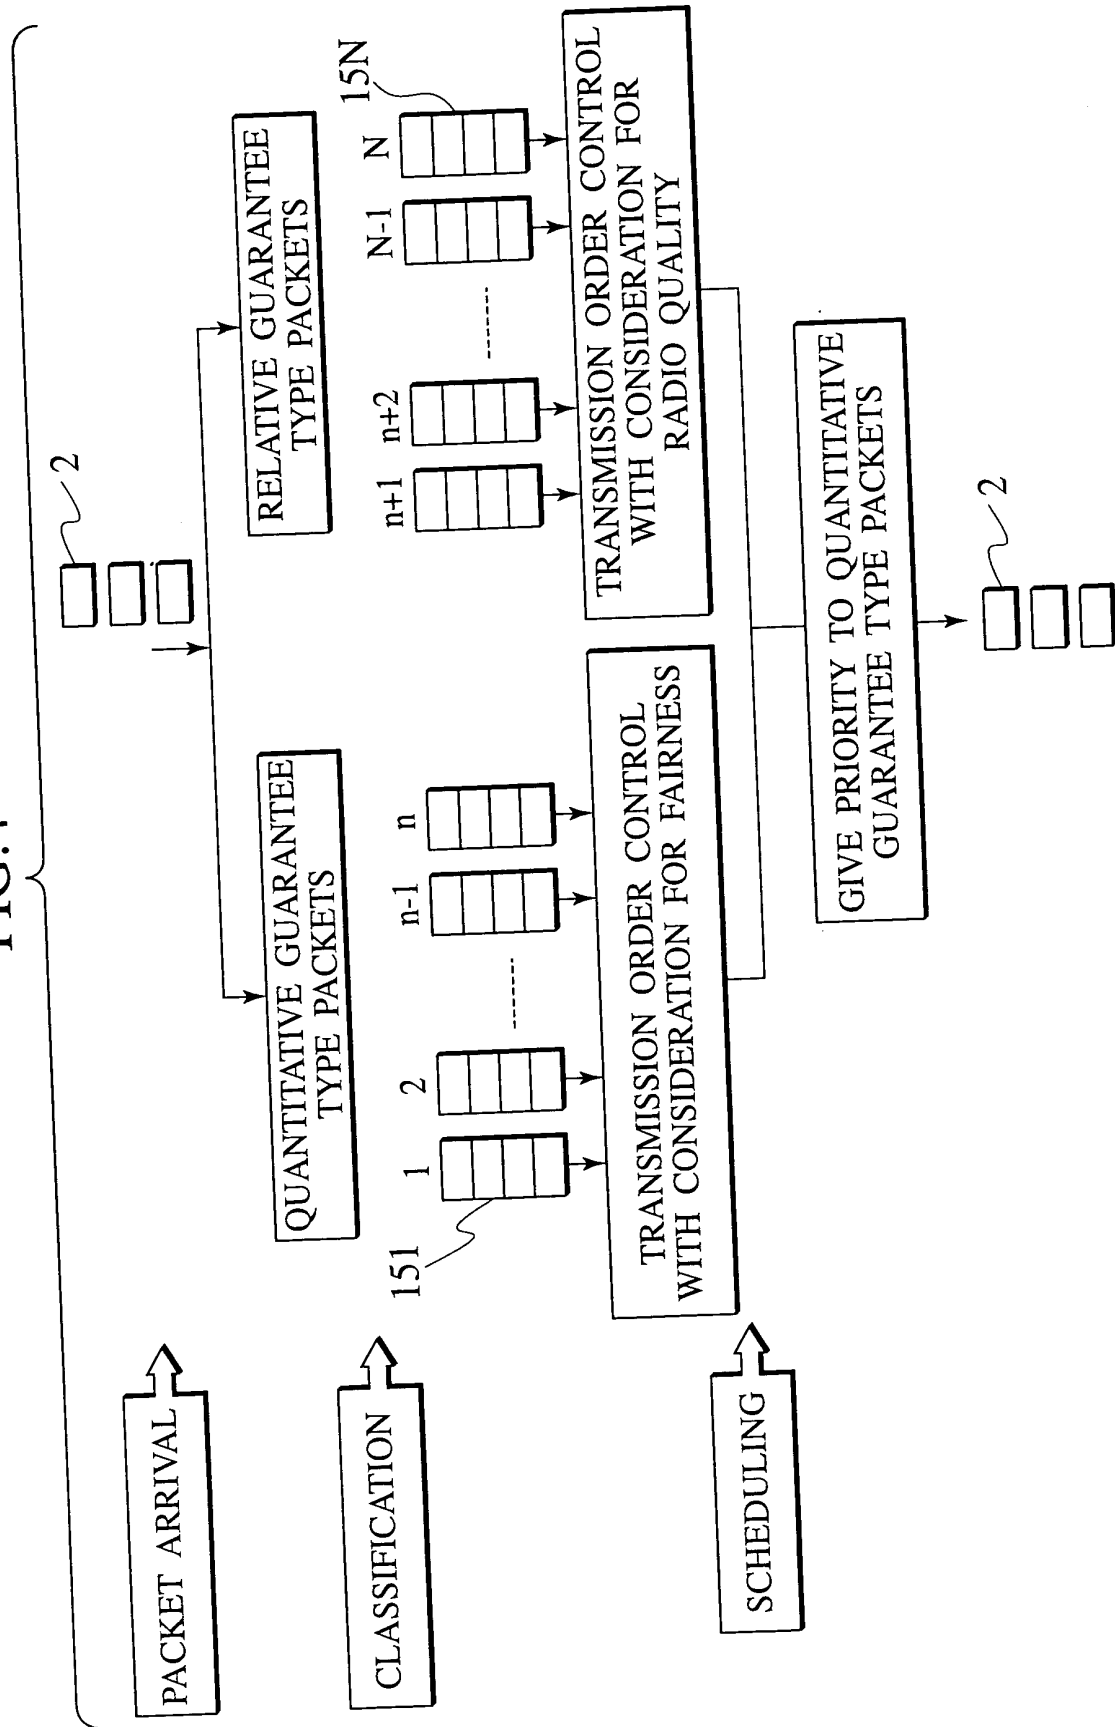 2
PACKET ARRIVAL
QUANTITATIVE GUARANTEE
TYPE PACKETS
RELATIVE GUARANTEE
TYPE PACKETS
CLASSIFICATION
151
1
2
n-1
n
n+1
n+2
N-1
N
15N
TRANSMISSION ORDER CONTROL
WITH CONSIDERATION FOR FAIRNESS
TRANSMISSION ORDER CONTROL
WITH CONSIDERATION FOR
RADIO QUALITY
SCHEDULING
GIVE PRIORITY TO QUANTITATIVE
GUARANTEE TYPE PACKETS
2